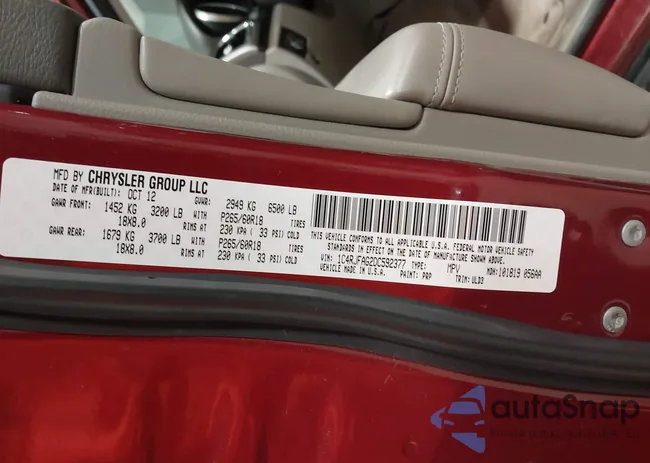 MFD BY CHRYSLER GROUP LLC
DATE OF MFR(BUILT): OCT 12 GVWR: 2949 KG 6500 LB
GAWR FRONT: 1452 KG 3200 LB WITH P265/60R18 TIRES
18X8.0 RIMS AT 230 KPA ( 33 PSI) COLD
GAWR REAR: 1679 KG 3700 LB WITH P265/60R18 TIRES
18X8.0 RIMS AT 230 KPA ( 33 PSI) COLD
THIS VEHICLE CONFORMS TO ALL APPLICABLE U.S.A. FEDERAL MOTOR VEHICLE SAFETY
STANDARDS IN EFFECT ON THE DATE OF MANUFACTURE SHOWN ABOVE.
VIN: 1C4RJFAG2DC592377 TYPE: MPV MDH:101819 056AA
PAINT: PRP TRIM: ULD3
autoSnap